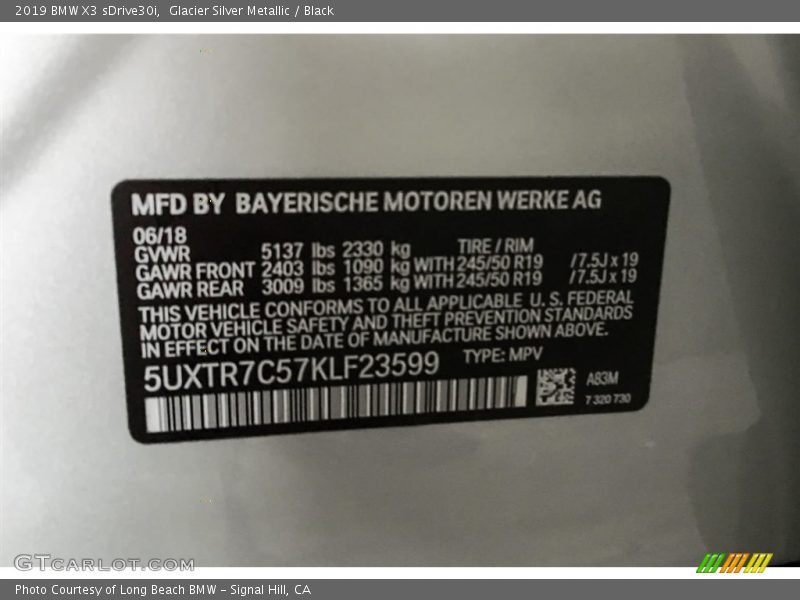 2019 BMW X3 sDrive30i,  Glacier Silver Metallic / Black
MFD BY BAYERISCHE MOTOREN WERKE AG
06/18
GVWR 5137 lbs 2330 kg TIRE / RIM
GAWR FRONT 2403 lbs 1090 kg WITH 245/50 R19 /7.5J x 19
GAWR REAR 3009 lbs 1365 kg WITH 245/50 R19 /7.5J x 19
THIS VEHICLE CONFORMS TO ALL APPLICABLE U. S. FEDERAL
MOTOR VEHICLE SAFETY AND THEFT PREVENTION STANDARDS
IN EFFECT ON THE DATE OF MANUFACTURE SHOWN ABOVE.
5UXTR7C57KLF23599 TYPE: MPV
A83M
7 320 730
GTCARLOT.COM
Photo Courtesy of Long Beach BMW – Signal Hill, CA